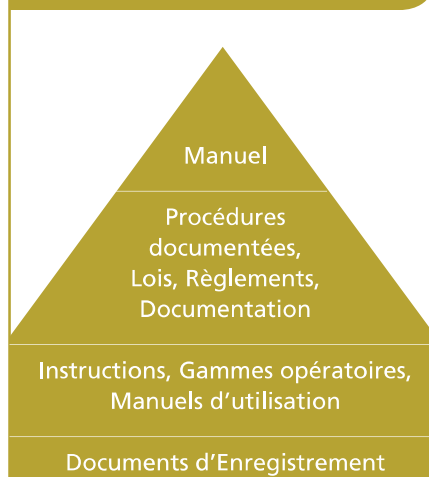 Manuel
Procédures
documentées,
Lois, Règlements,
Documentation
Instructions, Gammes opératoires,
Manuels d'utilisation
Documents d'Enregistrement